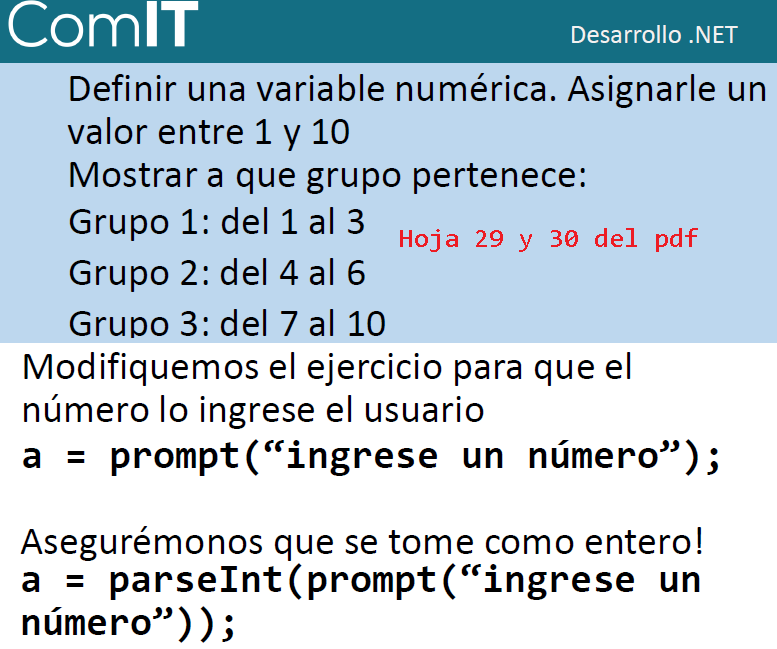 ComIT
Desarrollo .NET
Definir una variable numérica. Asignarle un
valor entre 1 y 10
Mostrar a que grupo pertenece:
Grupo 1: del 1 al 3
Hoja 29 y 30 del pdf
Grupo 2: del 4 al 6
Grupo 3: del 7 al 10
Modifiquemos el ejercicio para que el
número lo ingrese el usuario
a = prompt(“ingrese un número”);
Asegurémonos que se tome como entero!
a = parseInt(prompt(“ingrese un
número”));